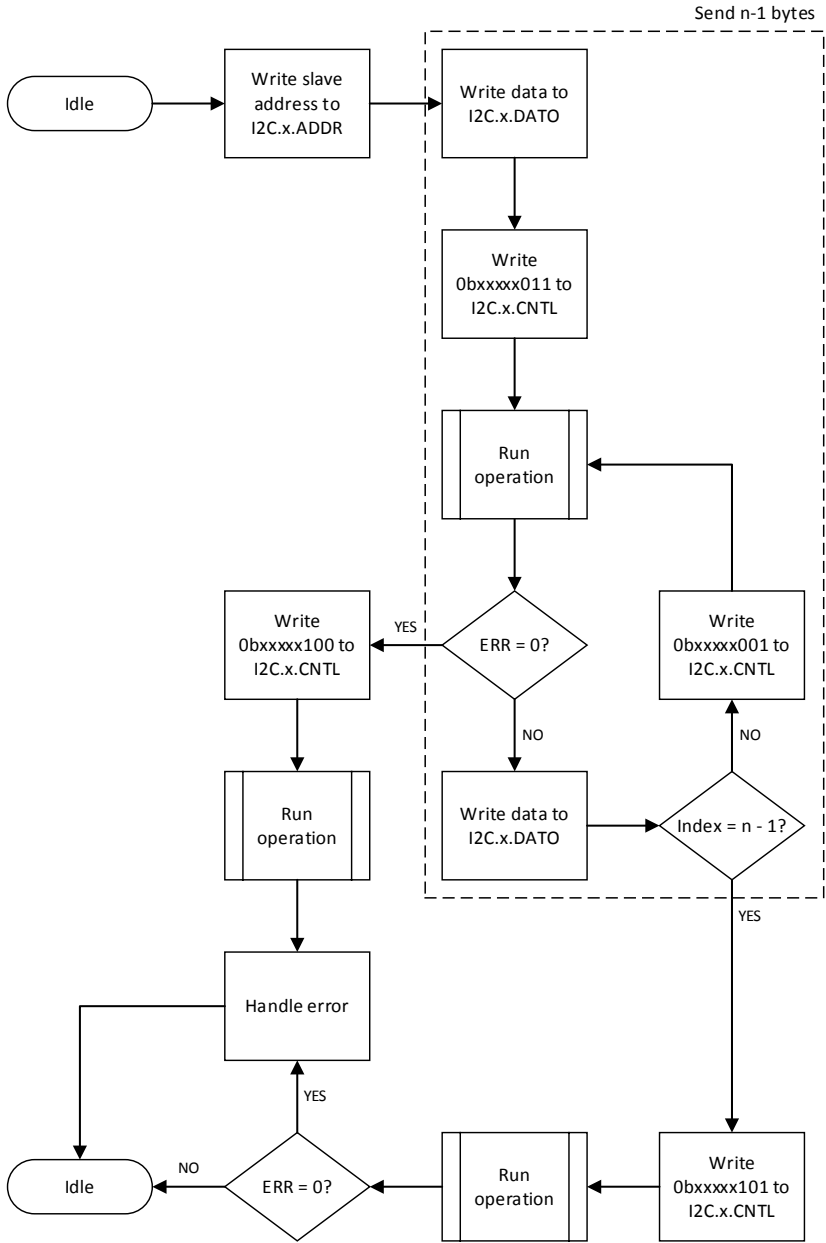 Send n-1 bytes
Idle
Write slave
address to
I2C.x.ADDR
Write data to
I2C.x.DATO
Write
0bxxxxx011 to
I2C.x.CNTL
Run
operation
Write
0bxxxxx100 to
I2C.x.CNTL
YES
ERR = 0?
Write
0bxxxxx001 to
I2C.x.CNTL
NO
NO
Run
operation
Write data to
I2C.x.DATO
Index = n - 1?
YES
Handle error
YES
Idle
NO
ERR = 0?
Run
operation
Write
0bxxxxx101 to
I2C.x.CNTL